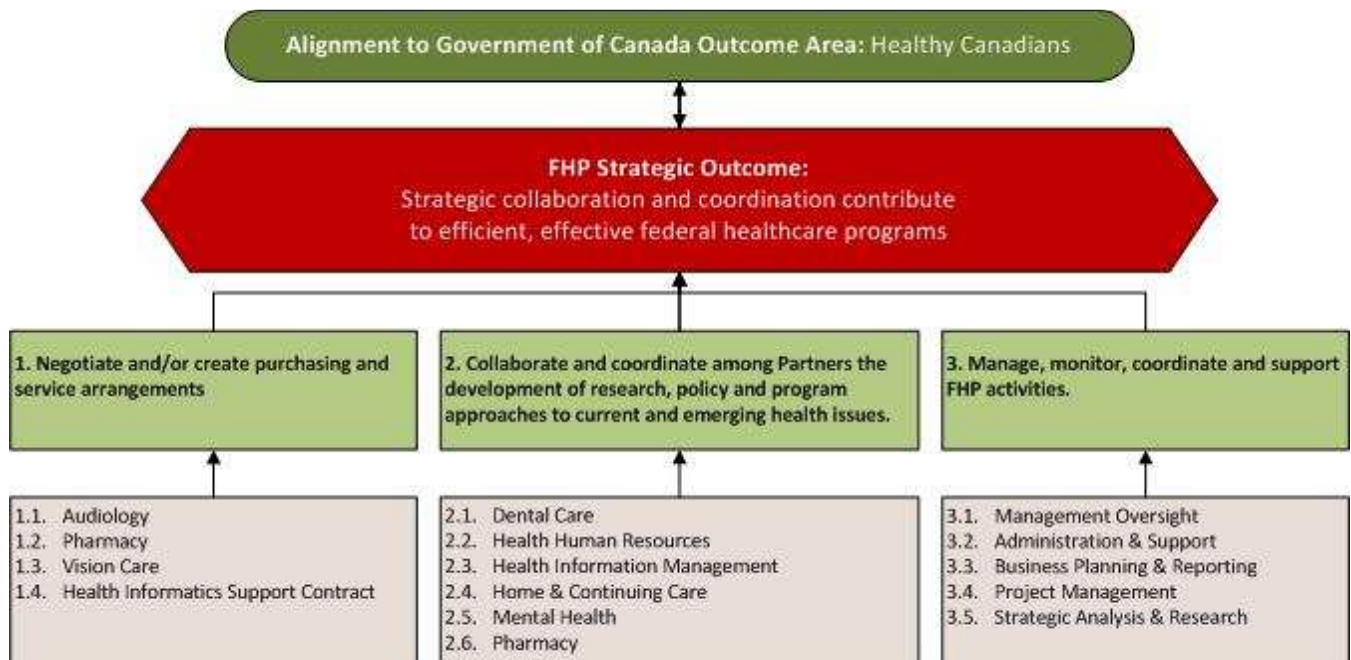 Alignment to Government of Canada Outcome Area: Healthy Canadians
FHP Strategic Outcome:
Strategic collaboration and coordination contribute
to efficient, effective federal healthcare programs
1. Negotiate and/or create purchasing and
service arrangements
2. Collaborate and coordinate among Partners the
development of research, policy and program
approaches to current and emerging health issues.
3. Manage, monitor, coordinate and support
FHP activities.
1.1. Audiology
1.2. Pharmacy
1.3. Vision Care
1.4. Health Informatics Support Contract
2.1. Dental Care
2.2. Health Human Resources
2.3. Health Information Management
2.4. Home & Continuing Care
2.5. Mental Health
2.6. Pharmacy
3.1. Management Oversight
3.2. Administration & Support
3.3. Business Planning & Reporting
3.4. Project Management
3.5. Strategic Analysis & Research